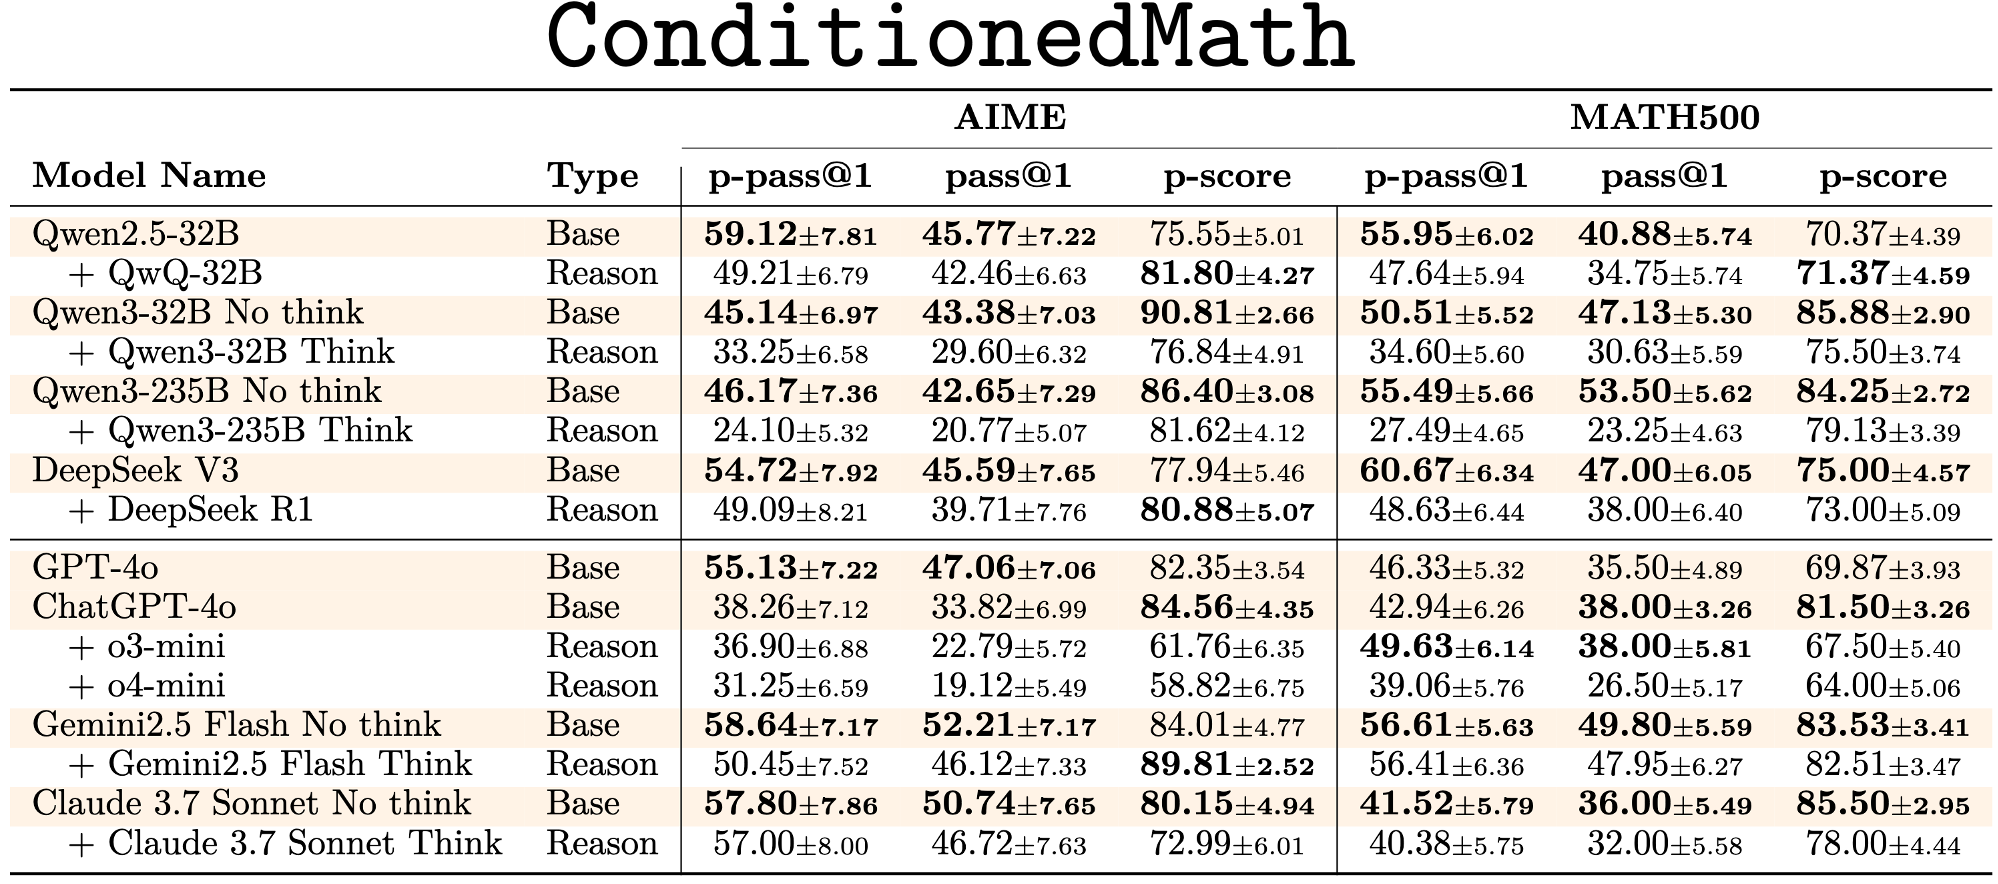 ConditionedMath
AIME MATH500
Model Name Type p-pass@1 pass@1 p-score p-pass@1 pass@1 p-score
Qwen2.5-32B Base 59.12±7.81 45.77±7.22 75.55±5.01 55.95±6.02 40.88±5.74 70.37±4.39
+ QwQ-32B Reason 49.21±6.79 42.46±6.63 81.80±4.27 47.64±5.94 34.75±5.74 71.37±4.59
Qwen3-32B No think Base 45.14±6.97 43.38±7.03 90.81±2.66 50.51±5.52 47.13±5.30 85.88±2.90
+ Qwen3-32B Think Reason 33.25±6.58 29.60±6.32 76.84±4.91 34.60±5.60 30.63±5.59 75.50±3.74
Qwen3-235B No think Base 46.17±7.36 42.65±7.29 86.40±3.08 55.49±5.66 53.50±5.62 84.25±2.72
+ Qwen3-235B Think Reason 24.10±5.32 20.77±5.07 81.62±4.12 27.49±4.65 23.25±4.63 79.13±3.39
DeepSeek V3 Base 54.72±7.92 45.59±7.65 77.94±5.46 60.67±6.34 47.00±6.05 75.00±4.57
+ DeepSeek R1 Reason 49.09±8.21 39.71±7.76 80.88±5.07 48.63±6.44 38.00±6.40 73.00±5.09
GPT-4o Base 55.13±7.22 47.06±7.06 82.35±3.54 46.33±5.32 35.50±4.89 69.87±3.93
ChatGPT-4o Base 38.26±7.12 33.82±6.99 84.56±4.35 42.94±6.26 38.00±3.26 81.50±3.26
+ o3-mini Reason 36.90±6.88 22.79±5.72 61.76±6.35 49.63±6.14 38.00±5.81 67.50±5.40
+ o4-mini Reason 31.25±6.59 19.12±5.49 58.82±6.75 39.06±5.76 26.50±5.17 64.00±5.06
Gemini2.5 Flash No think Base 58.64±7.17 52.21±7.17 84.01±4.77 56.61±5.63 49.80±5.59 83.53±3.41
+ Gemini2.5 Flash Think Reason 50.45±7.52 46.12±7.33 89.81±2.52 56.41±6.36 47.95±6.27 82.51±3.47
Claude 3.7 Sonnet No think Base 57.80±7.86 50.74±7.65 80.15±4.94 41.52±5.79 36.00±5.49 85.50±2.95
+ Claude 3.7 Sonnet Think Reason 57.00±8.00 46.72±7.63 72.99±6.01 40.38±5.75 32.00±5.58 78.00±4.44